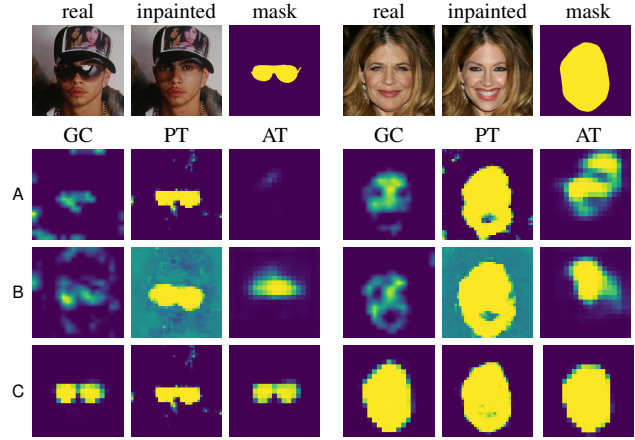 real inpainted mask real inpainted mask
GC PT AT GC PT AT
A
B
C